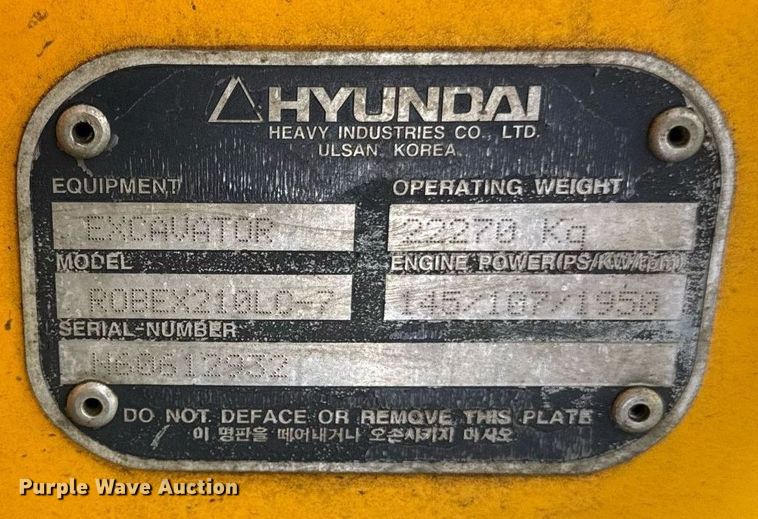 HYUNDAI
HEAVY INDUSTRIES CO., LTD.
ULSAN, KOREA.
EQUIPMENT OPERATING WEIGHT
EXCAVATOR 22270 Kg
MODEL ENGINE POWER(PS/KW/rpm)
ROBEX210LC-7 145/107/1950
SERIAL-NUMBER
N60612932
DO NOT DEFACE OR REMOVE THIS PLATE
이 명판을 떼어내거나 오손시키지 마시오
Purple Wave Auction